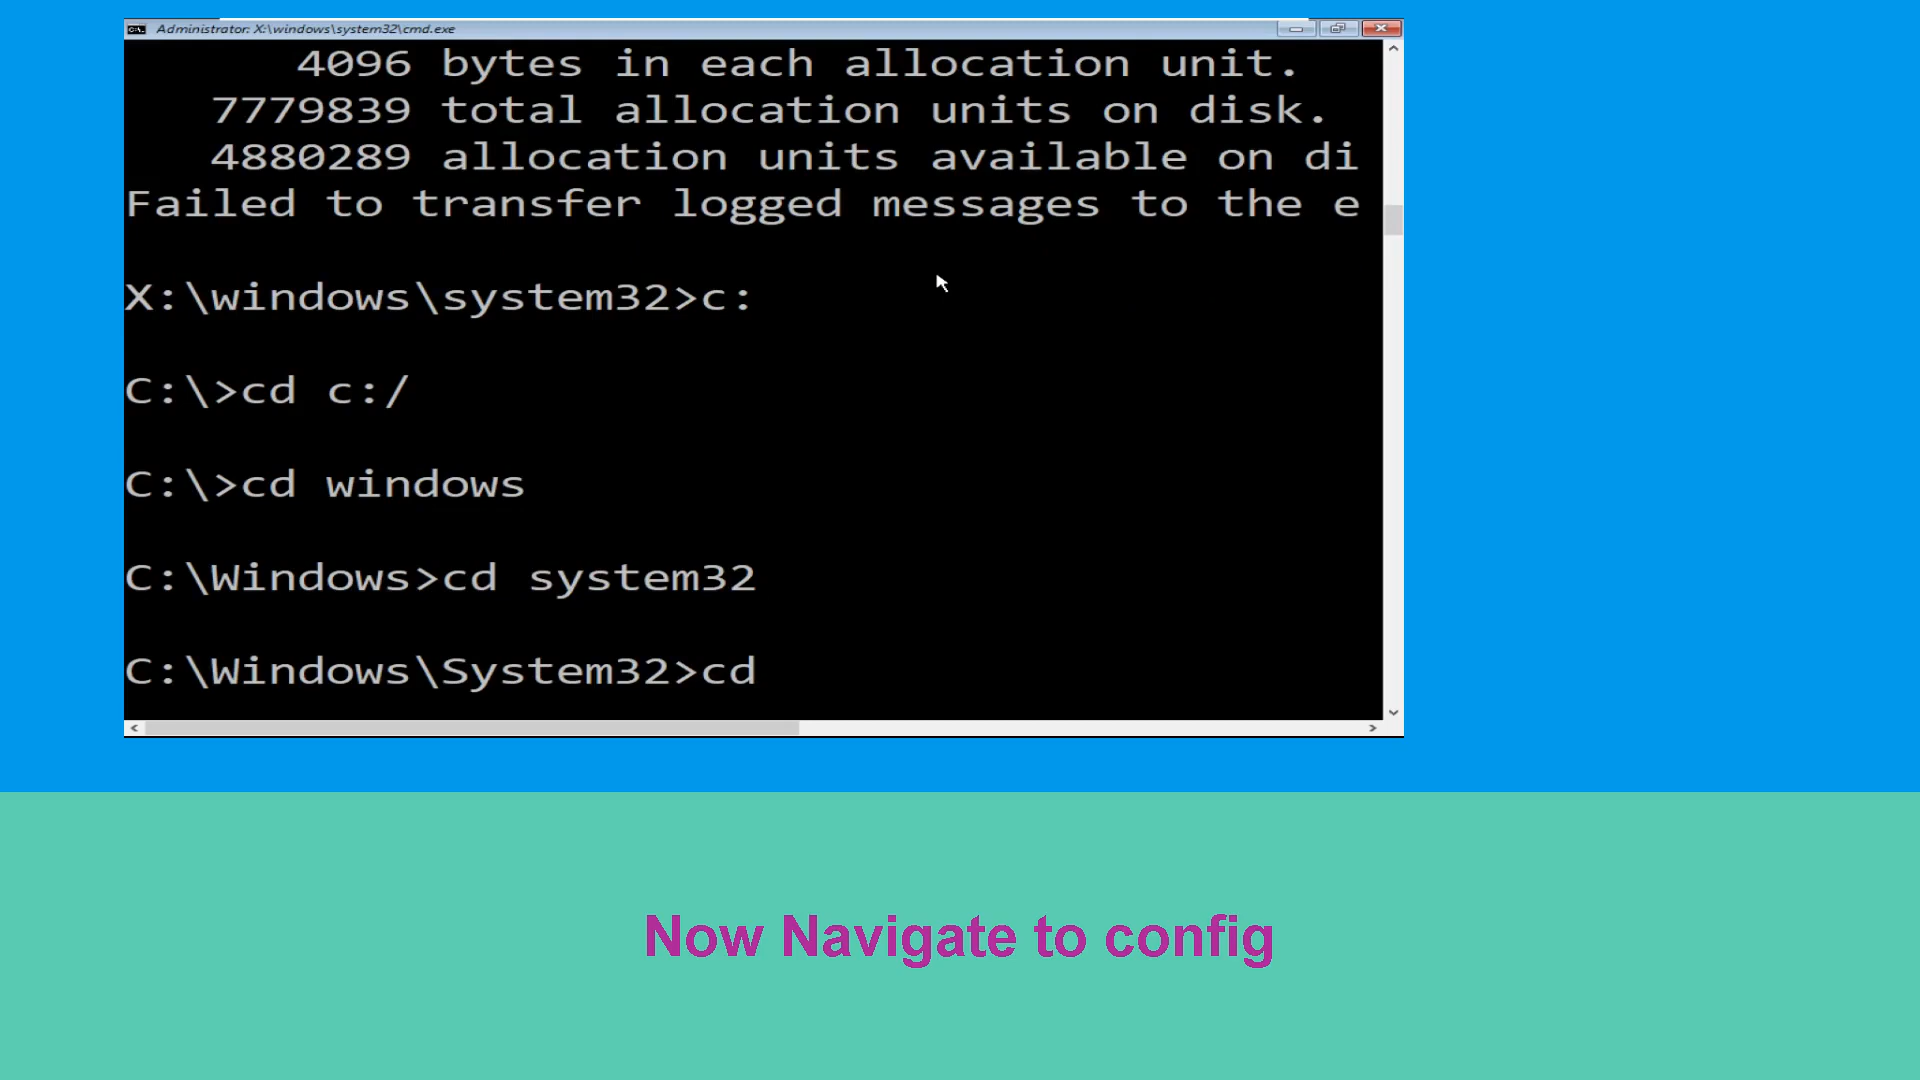 Administrator: X:\windows\system32\cmd.exe
4096 bytes in each allocation unit.
7779839 total allocation units on disk.
4880289 allocation units available on di
Failed to transfer logged messages to the e
X:\windows\system32>c:
C:\>cd c:/
C:\>cd windows
C:\Windows>cd system32
C:\Windows\System32>cd
Now Navigate to config